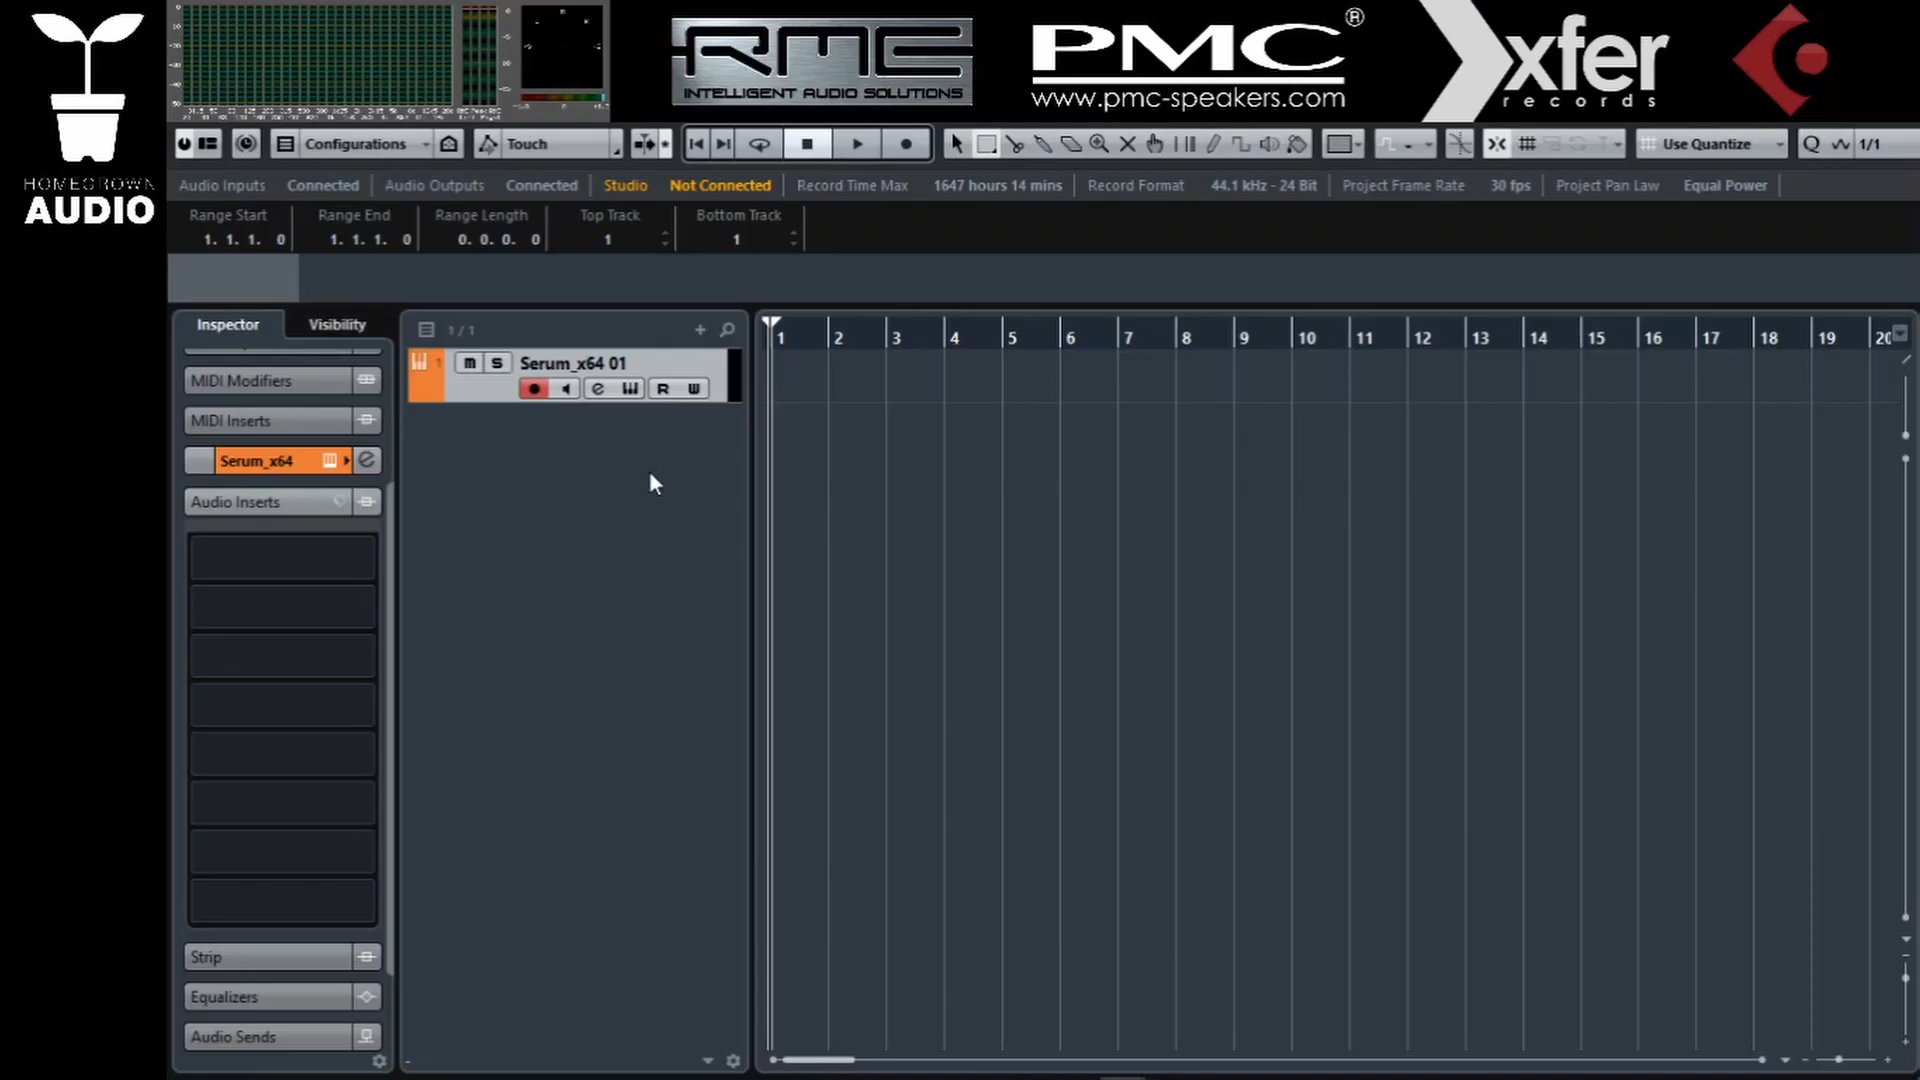 HOMEGROWN
AUDIO
RME
INTELLIGENT AUDIO SOLUTIONS
PMC®
www.pmc-speakers.com
xfer
records
Configurations
Touch
Use Quantize
Q
1/1
Audio Inputs Connected
Audio Outputs Connected
Studio Not Connected
Record Time Max 1647 hours 14 mins
Record Format 44.1 kHz - 24 Bit
Project Frame Rate 30 fps
Project Pan Law Equal Power
Range Start Range End Range Length Top Track Bottom Track
1. 1. 1. 0 1. 1. 1. 0 0. 0. 0. 0 1 1
Inspector Visibility
1 / 1
1 2 3 4 5 6 7 8 9 10 11 12 13 14 15 16 17 18 19 20
1 m s Serum_x64 01
e R W
MIDI Modifiers
MIDI Inserts
Serum_x64 e
Audio Inserts
Strip
Equalizers
Audio Sends